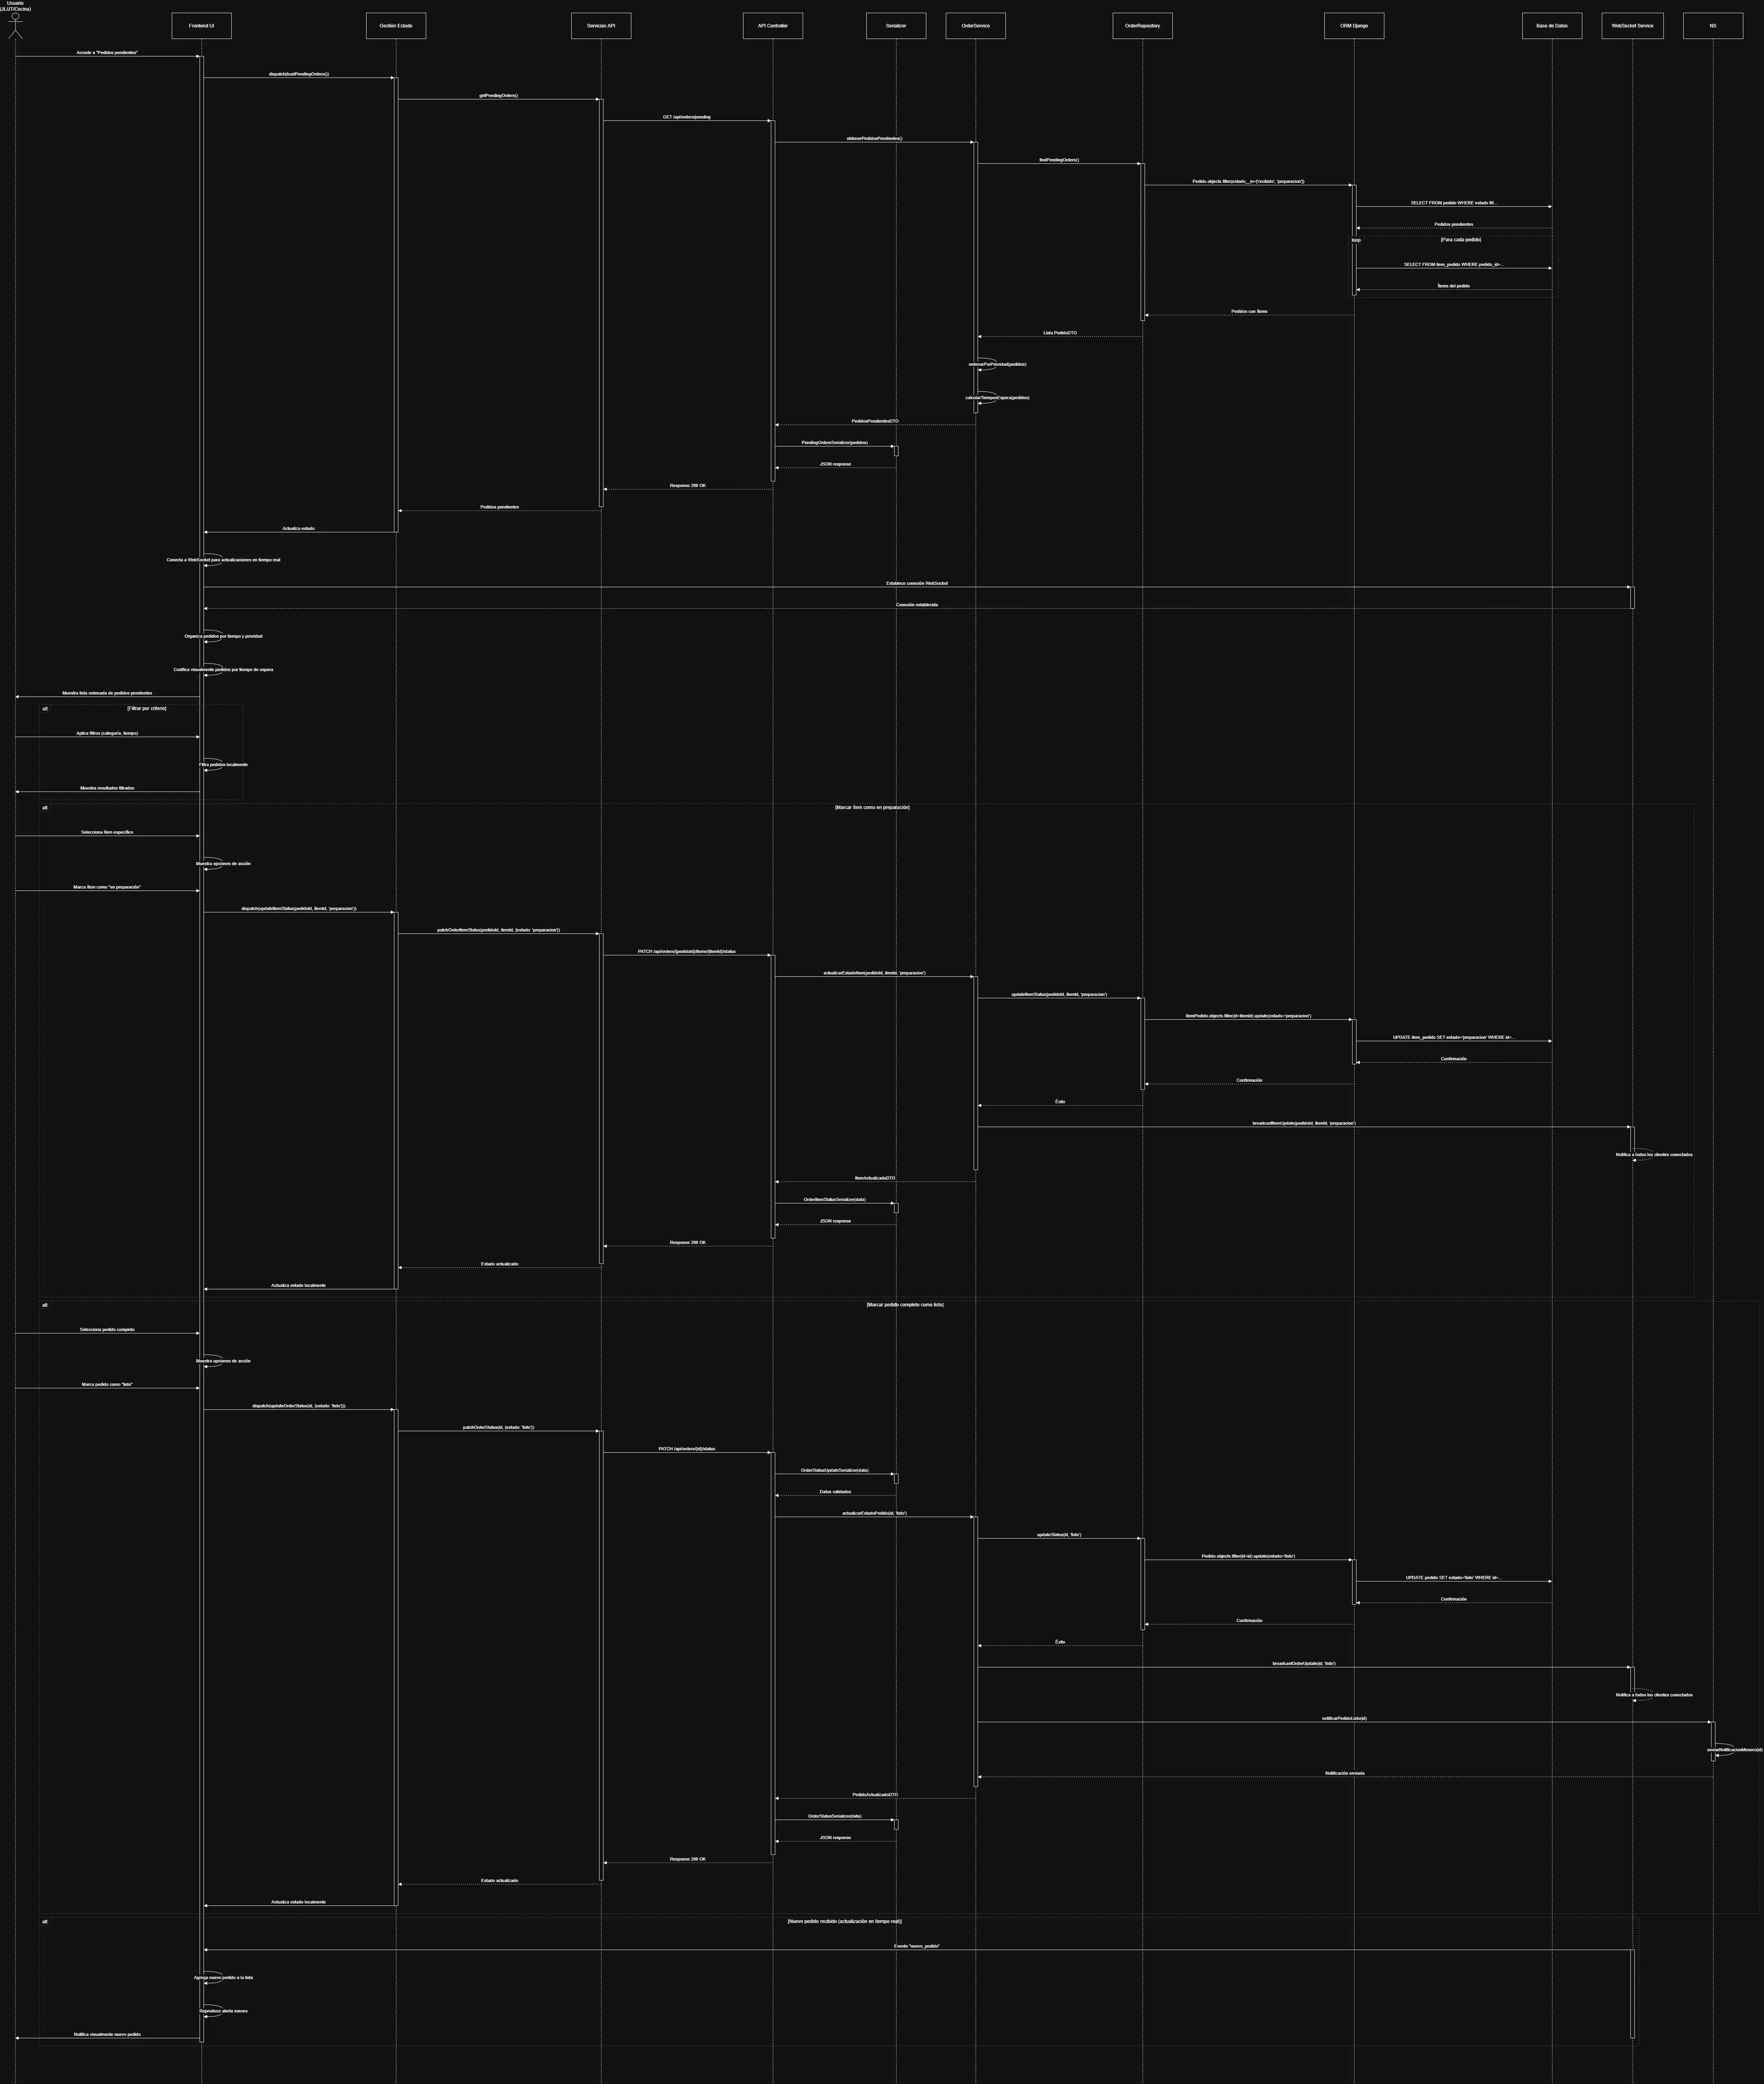 Usuario
(JL/JT/Cocina)
Frontend UI
Gestión Estado
Servicios API
API Controller
Serializer
OrderService
OrderRepository
ORM Django
Base de Datos
WebSocket Service
NS
Accede a "Pedidos pendientes"
dispatch(loadPendingOrders())
getPendingOrders()
GET /api/orders/pending
obtenerPedidosPendientes()
findPendingOrders()
Pedido.objects.filter(estado__in=['recibido', 'preparacion'])
SELECT FROM pedido WHERE estado IN...
Pedidos pendientes
loop
[Para cada pedido]
SELECT FROM item_pedido WHERE pedido_id=...
Ítems del pedido
Pedidos con ítems
Lista PedidoDTO
ordenarPorPrioridad(pedidos)
calcularTiemposEspera(pedidos)
PedidosPendientesDTO
PendingOrdersSerializer(pedidos)
JSON response
Response 200 OK
Pedidos pendientes
Actualiza estado
Conecta a WebSocket para actualizaciones en tiempo real
Establece conexión WebSocket
Conexión establecida
Organiza pedidos por tiempo y prioridad
Codifica visualmente pedidos por tiempo de espera
Muestra lista ordenada de pedidos pendientes
alt
[Filtrar por criterio]
Aplica filtros (categoría, tiempo)
Filtra pedidos localmente
Muestra resultados filtrados
alt
[Marcar ítem como en preparación]
Selecciona ítem específico
Muestra opciones de acción
Marca ítem como "en preparación"
dispatch(updateItemStatus(pedidoId, itemId, 'preparacion'))
patchOrderItemStatus(pedidoId, itemId, {estado: 'preparacion'})
PATCH /api/orders/{pedidoId}/items/{itemId}/status
actualizarEstadoItem(pedidoId, itemId, 'preparacion')
updateItemStatus(pedidoId, itemId, 'preparacion')
ItemPedido.objects.filter(id=itemId).update(estado='preparacion')
UPDATE item_pedido SET estado='preparacion' WHERE id=...
Confirmación
Confirmación
Éxito
broadcastItemUpdate(pedidoId, itemId, 'preparacion')
Notifica a todos los clientes conectados
ItemActualizadoDTO
OrderItemStatusSerializer(data)
JSON response
Response 200 OK
Estado actualizado
Actualiza estado localmente
alt
[Marcar pedido completo como listo]
Selecciona pedido completo
Muestra opciones de acción
Marca pedido como "listo"
dispatch(updateOrderStatus(id, {estado: 'listo'}))
patchOrderStatus(id, {estado: 'listo'})
PATCH /api/orders/{id}/status
OrderStatusUpdateSerializer(data)
Datos validados
actualizarEstadoPedido(id, 'listo')
updateStatus(id, 'listo')
Pedido.objects.filter(id=id).update(estado='listo')
UPDATE pedido SET estado='listo' WHERE id=...
Confirmación
Confirmación
Éxito
broadcastOrderUpdate(id, 'listo')
Notifica a todos los clientes conectados
notificarPedidoListo(id)
enviarNotificacionMesero(id)
Notificación enviada
PedidoActualizadoDTO
OrderStatusSerializer(data)
JSON response
Response 200 OK
Estado actualizado
Actualiza estado localmente
alt
[Nuevo pedido recibido (actualización en tiempo real)]
Evento "nuevo_pedido"
Agrega nuevo pedido a la lista
Reproduce alerta sonora
Notifica visualmente nuevo pedido